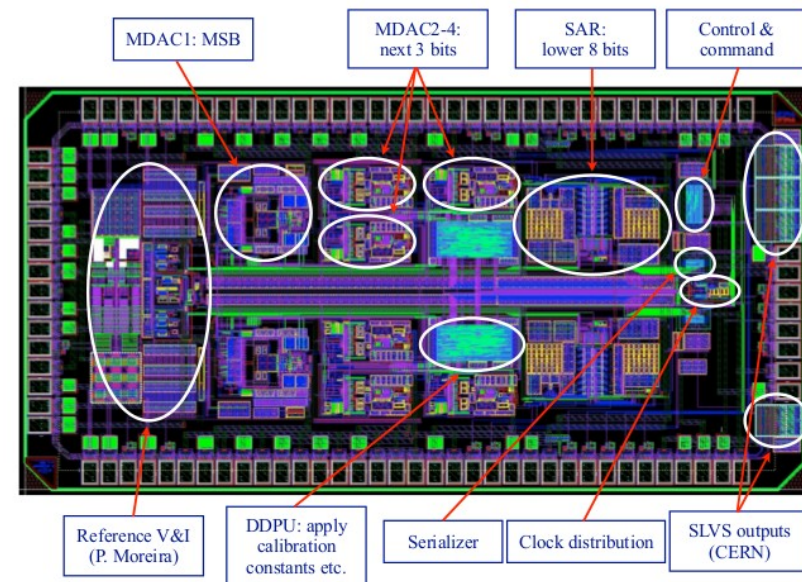 MDAC1: MSB
MDAC2-4:
next 3 bits
SAR:
lower 8 bits
Control &
command
Reference V&I
(P. Moreira)
DDPU: apply
calibration
constants etc.
Serializer
Clock distribution
SLVS outputs
(CERN)